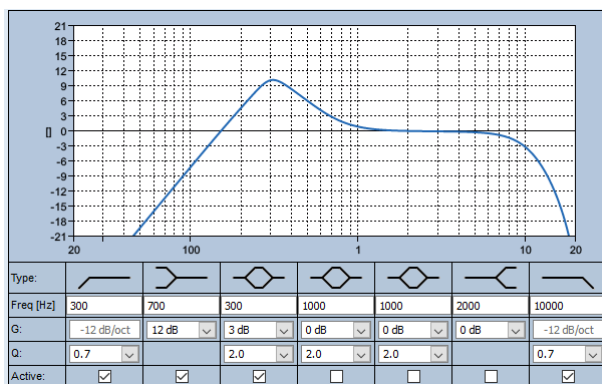 21
18
15
12
9
6
3
[] 0
-3
-6
-9
-12
-15
-18
-21
20 100 1 10 20
Type:
Freq [Hz] 300 700 300 1000 1000 2000 10000
G: -12 dB/oct 12 dB 3 dB 0 dB 0 dB 0 dB -12 dB/oct
Q: 0.7 2.0 2.0 2.0 0.7
Active: